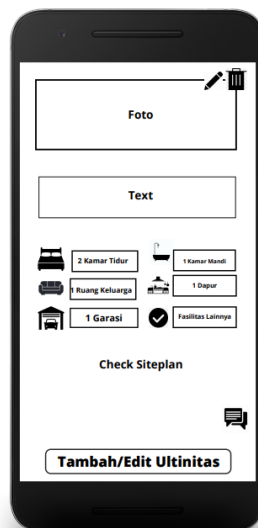 Foto
Text
2 Kamar Tidur
1 Kamar Mandi
1 Ruang Keluarga
1 Dapur
1 Garasi
Fasilitas Lainnya
Check Siteplan
Tambah/Edit Ultinitas